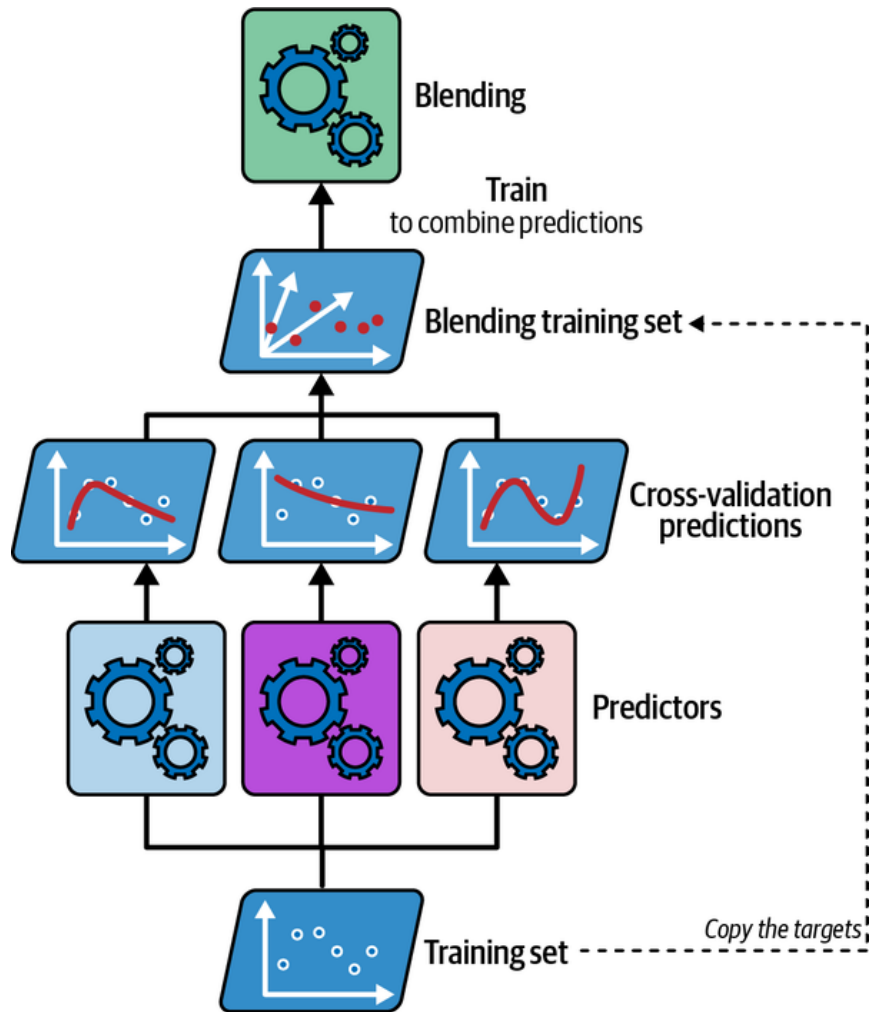 Blending
Train
to combine predictions
Blending training set
Cross-validation
predictions
Predictors
Copy the targets
Training set